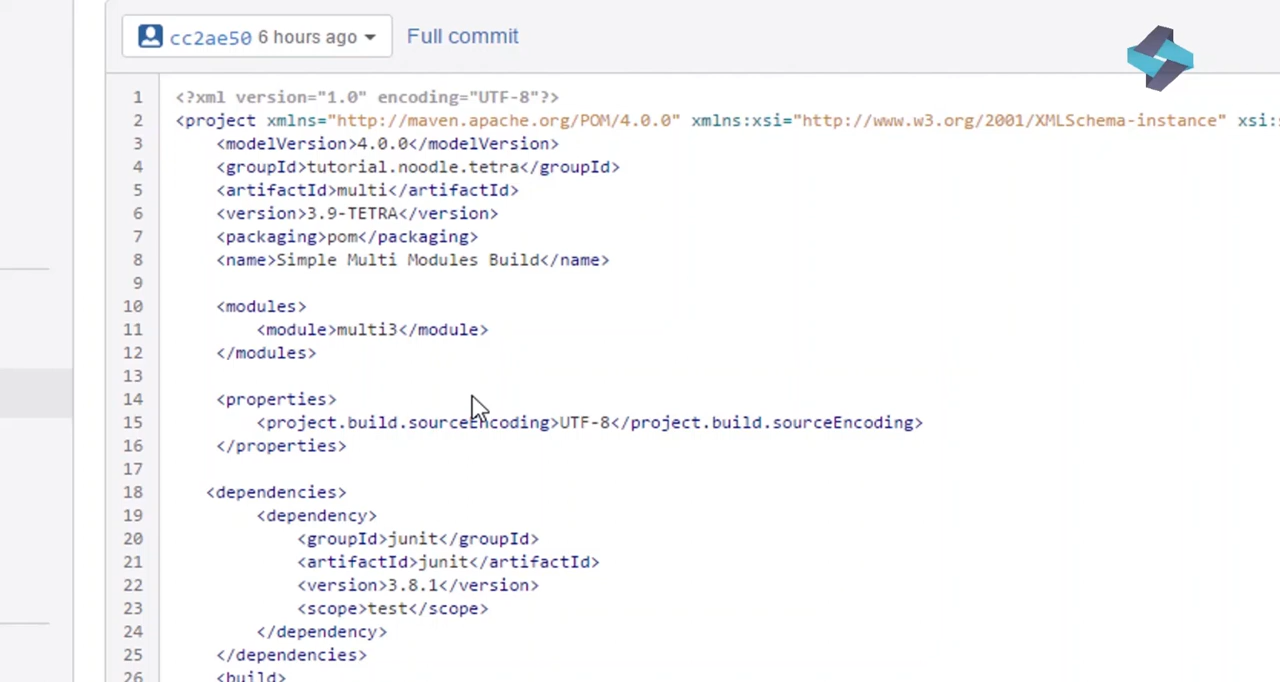 cc2ae50 6 hours ago Full commit
1 <?xml version="1.0" encoding="UTF-8"?>
2 <project xmlns="http://maven.apache.org/POM/4.0.0" xmlns:xsi="http://www.w3.org/2001/XMLSchema-instance" xsi:
3 <modelVersion>4.0.0</modelVersion>
4 <groupId>tutorial.noodle.tetra</groupId>
5 <artifactId>multi</artifactId>
6 <version>3.9-TETRA</version>
7 <packaging>pom</packaging>
8 <name>Simple Multi Modules Build</name>
9
10 <modules>
11 <module>multi3</module>
12 </modules>
13
14 <properties>
15 <project.build.sourceEncoding>UTF-8</project.build.sourceEncoding>
16 </properties>
17
18 <dependencies>
19 <dependency>
20 <groupId>junit</groupId>
21 <artifactId>junit</artifactId>
22 <version>3.8.1</version>
23 <scope>test</scope>
24 </dependency>
25 </dependencies>
26 <build>